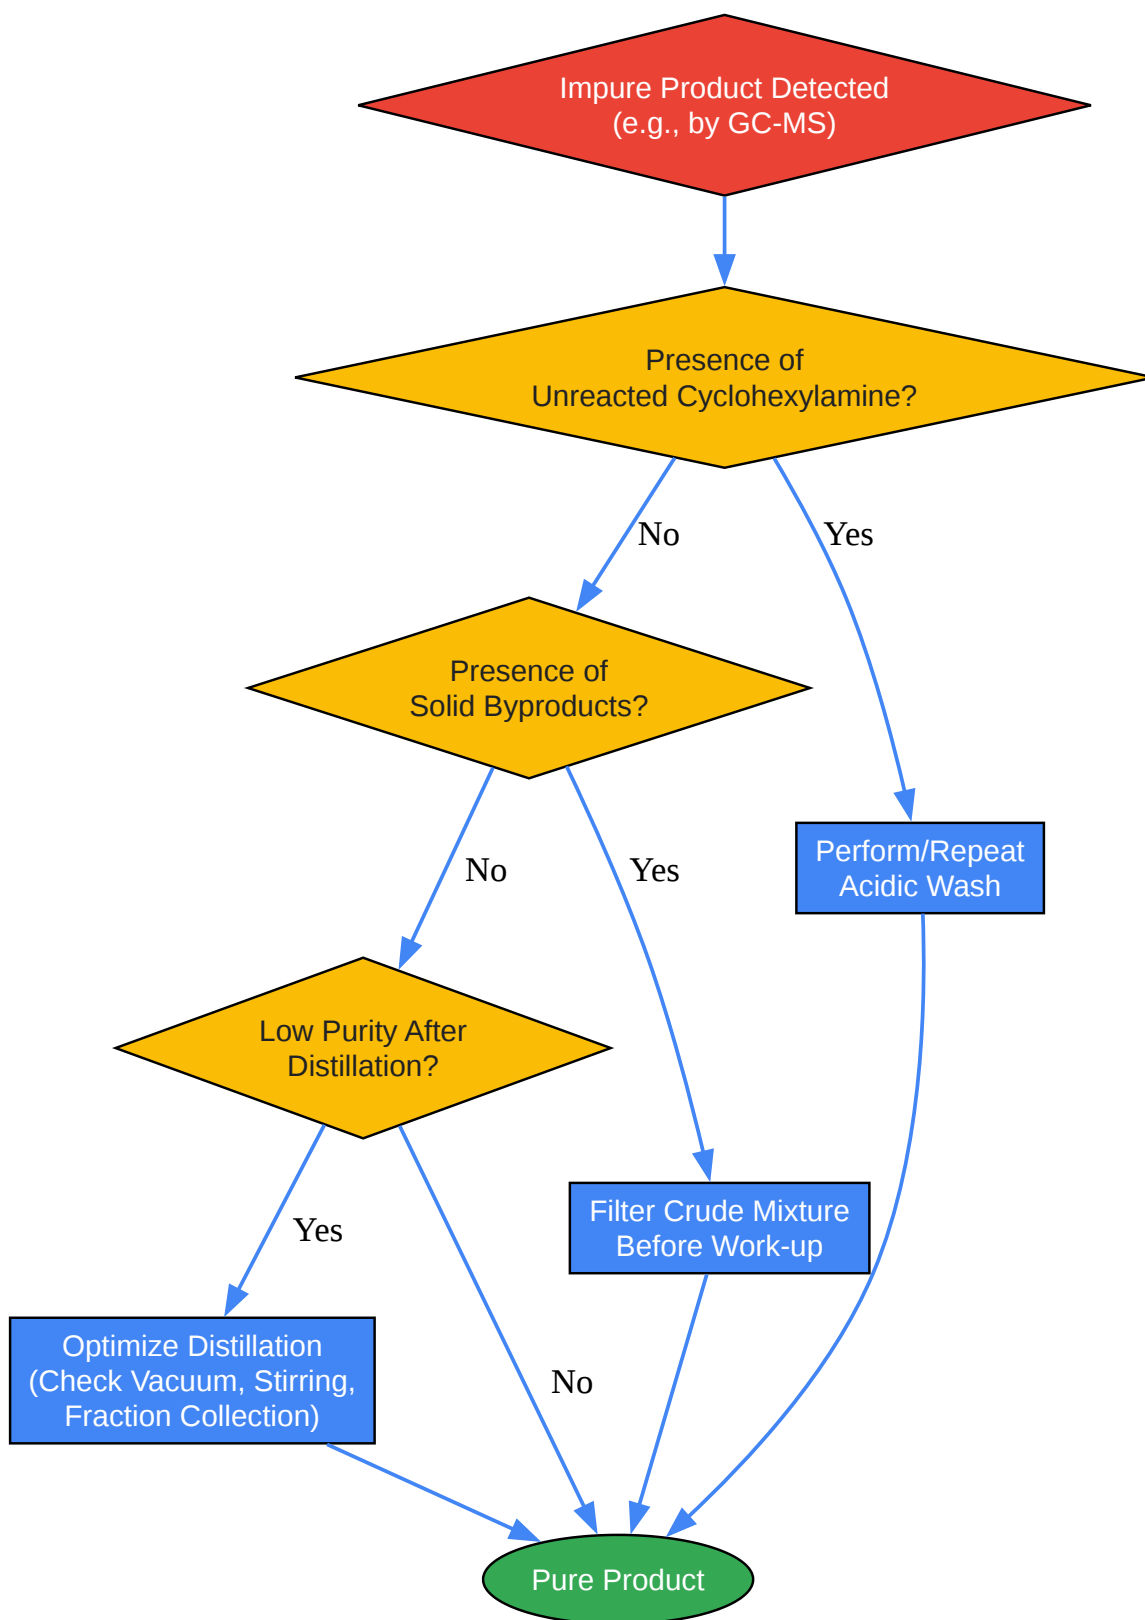 Impure Product Detected
(e.g., by GC-MS)
Presence of
Unreacted Cyclohexylamine?
No
Yes
Presence of
Solid Byproducts?
Perform/Repeat
Acidic Wash
No
Yes
Low Purity After
Distillation?
Filter Crude Mixture
Before Work-up
Yes
Optimize Distillation
(Check Vacuum, Stirring,
Fraction Collection)
No
Pure Product